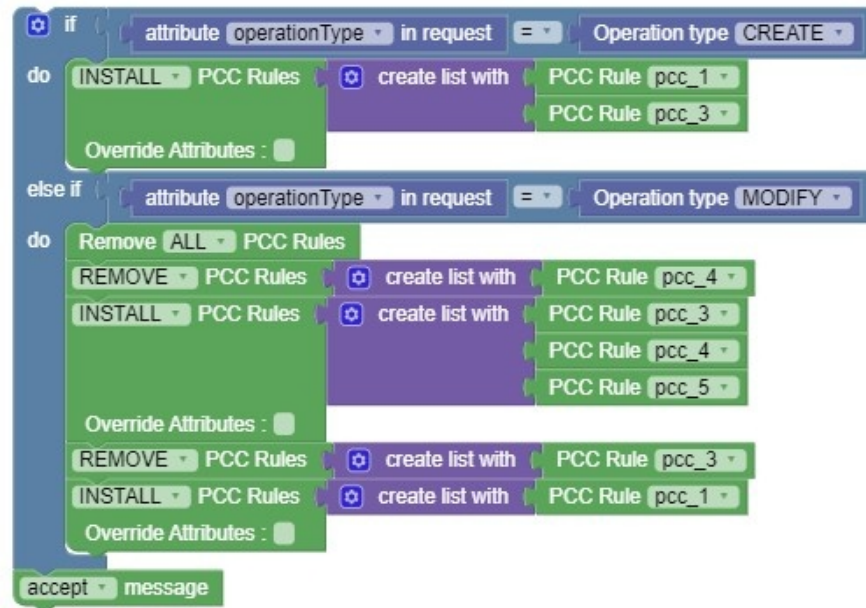 if attribute operationType in request = Operation type CREATE
do INSTALL PCC Rules create list with PCC Rule pcc_1
PCC Rule pcc_3
Override Attributes :
else if attribute operationType in request = Operation type MODIFY
do Remove ALL PCC Rules
REMOVE PCC Rules create list with PCC Rule pcc_4
INSTALL PCC Rules create list with PCC Rule pcc_3
PCC Rule pcc_4
PCC Rule pcc_5
Override Attributes :
REMOVE PCC Rules create list with PCC Rule pcc_3
INSTALL PCC Rules create list with PCC Rule pcc_1
Override Attributes :
accept message